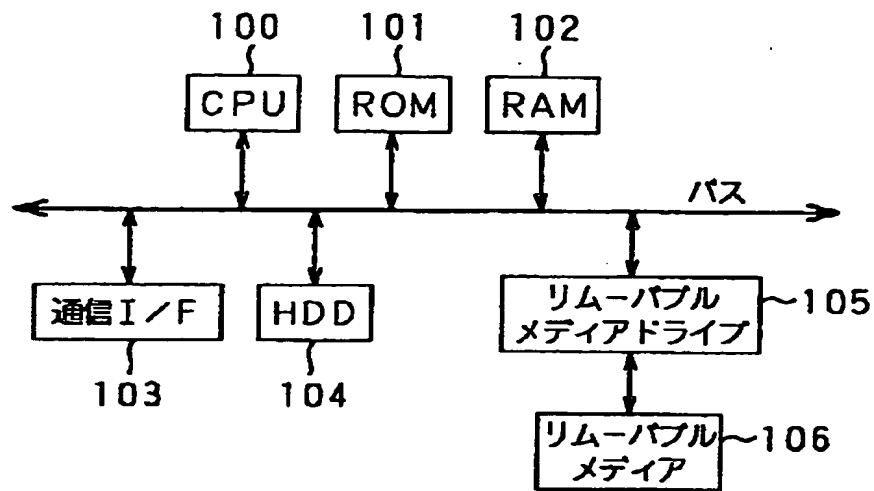 100
101
102
CPU
ROM
RAM
バス
通信I/F
HDD
リムーバブル
メディアドライブ
105
103
104
リムーバブル
メディア
106